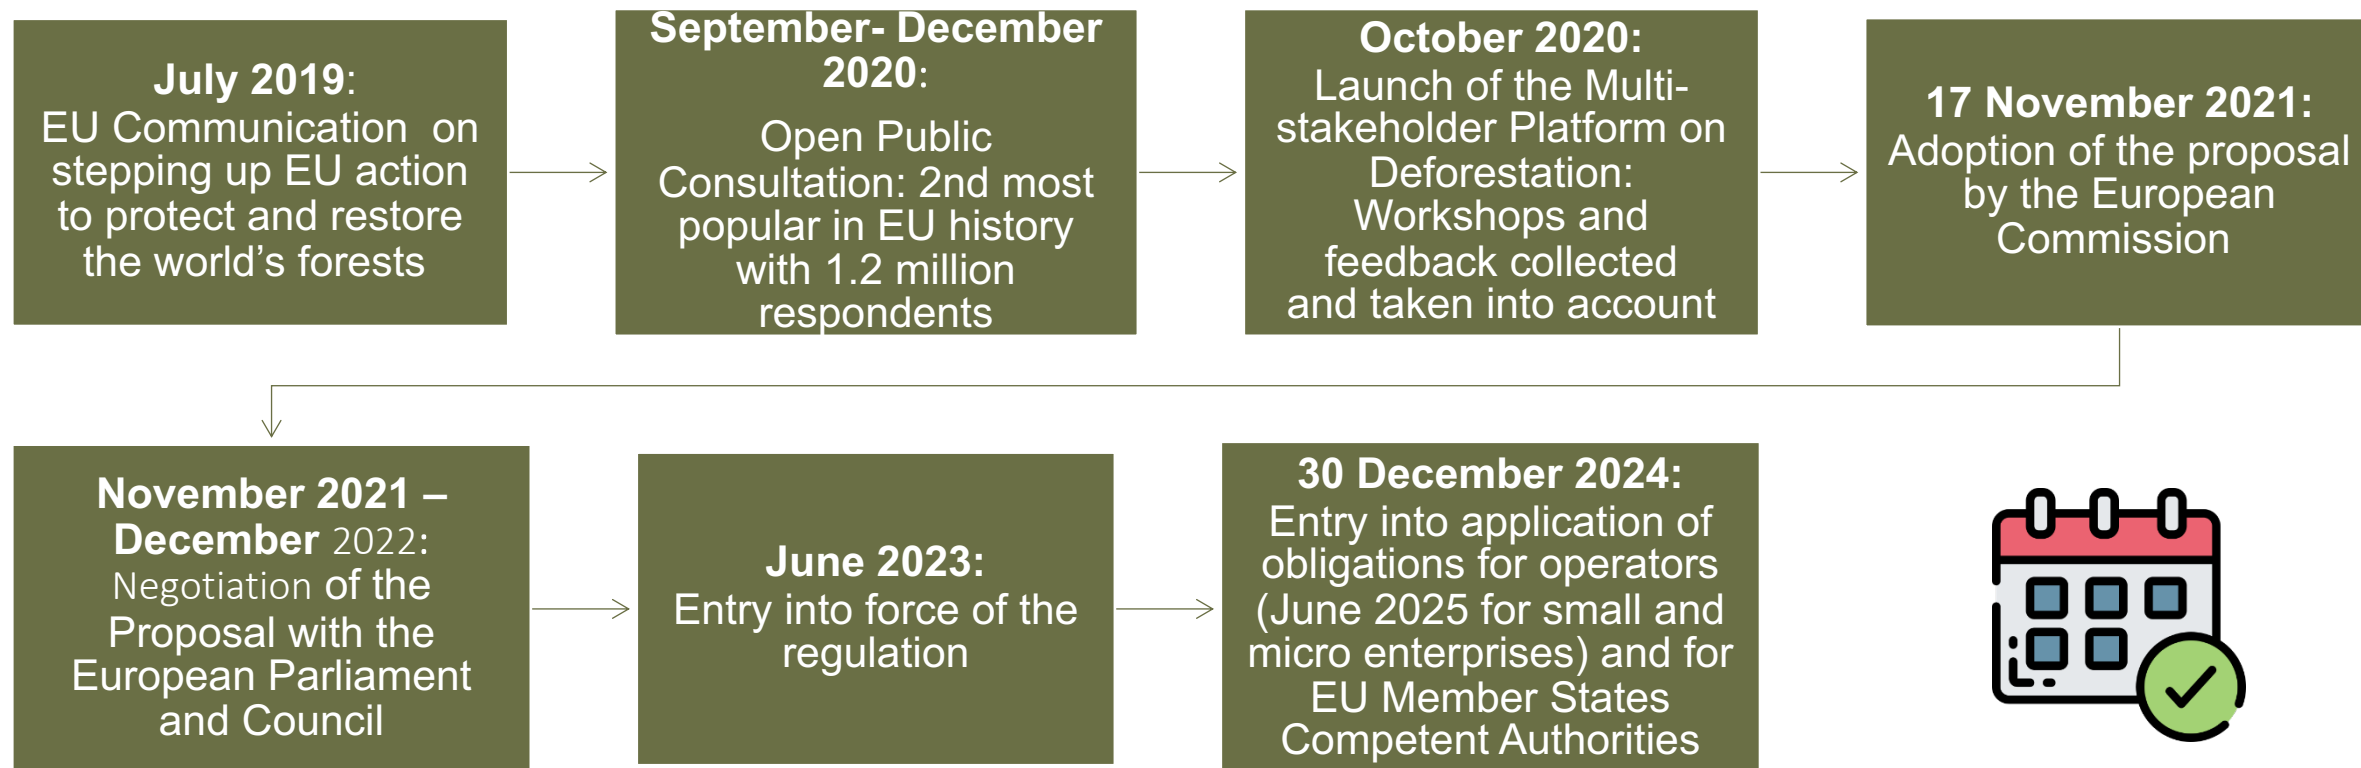 July 2019:
EU Communication  on
stepping up EU action
to protect and restore
the world’s forests
September- December
2020:
Open Public
Consultation: 2nd most
popular in EU history
with 1.2 million
respondents
October 2020:
Launch of the Multi-
stakeholder Platform on
Deforestation:
Workshops and
feedback collected
and taken into account
17 November 2021:
Adoption of the proposal
by the European
Commission
November 2021 –
December 2022:
Negotiation of the
Proposal with the
European Parliament
and Council
June 2023:
Entry into force of the
regulation
30 December 2024:
Entry into application of
obligations for operators
(June 2025 for small and
micro enterprises) and for
EU Member States
Competent Authorities